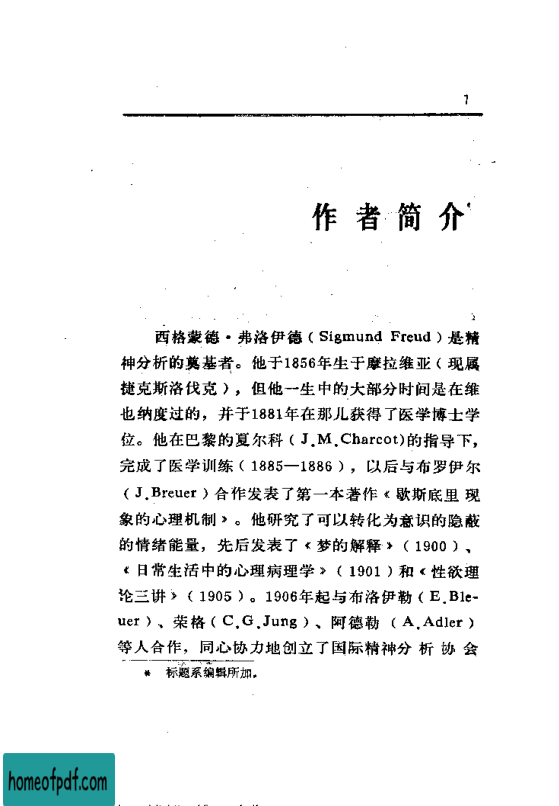 1
作者简介*
西格蒙德·弗洛伊德(Sigmund Freud)是精
神分析的奠基者。他于1856年生于摩拉维亚(现属
捷克斯洛伐克),但他一生中的大部分时间是在维
也纳度过的,并于1881年在那儿获得了医学博士学
位。他在巴黎的夏尔科(J.M.Charcot)的指导下,
完成了医学训练(1885—1886),以后与布罗伊尔
(J.Breuer)合作发表了第一本著作《歇斯底里现
象的心理机制》。他研究了可以转化为意识的隐蔽
的情绪能量,先后发表了《梦的解释》(1900)、
《日常生活中的心理病理学》(1901)和《性欲理
论三讲》(1905)。1906年起与布洛伊勒(E.Ble-
uer)、荣格(C.G.Jung)、阿德勒(A.Adler)
等人合作,同心协力地创立了国际精神分析协会
* 标题系编辑所加。
homeofpdf.com